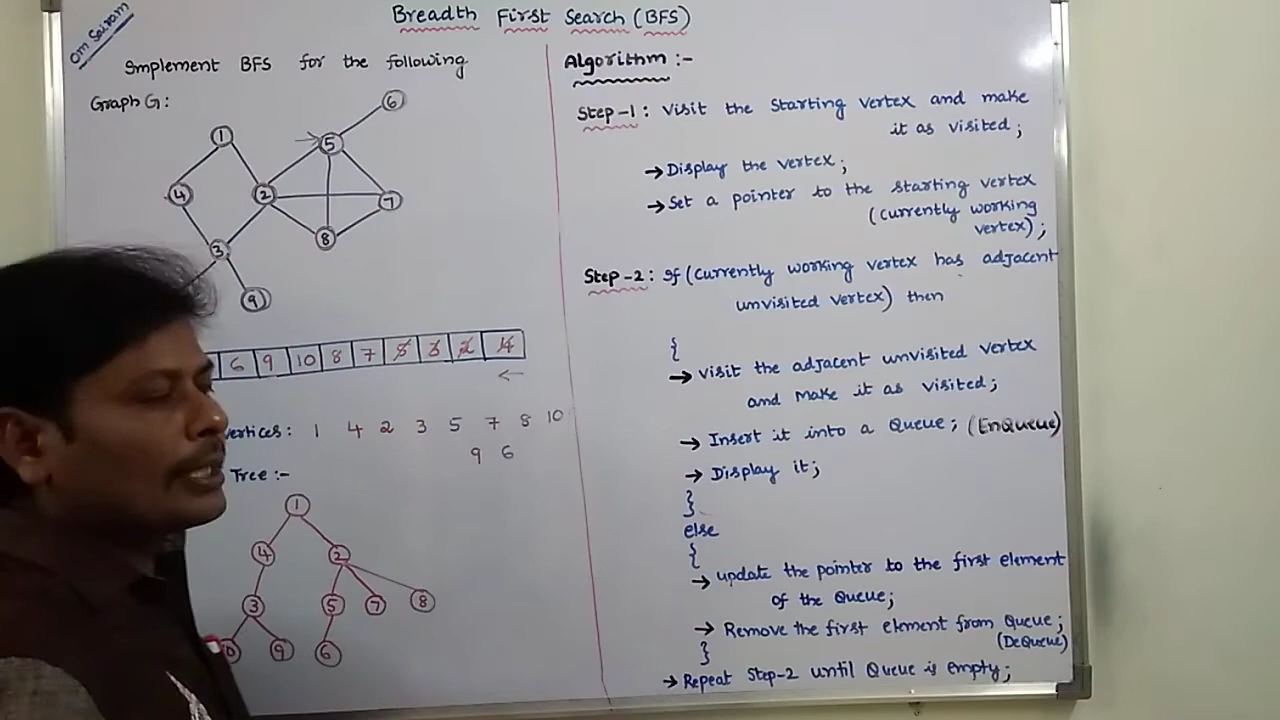 Breadth First Search (BFS)
Om Sairam
Implement BFS for the following
Graph G:
6
1
5
4
2
7
8
3
9
6 9 10 8 7 5 3 2 4
←
vertices: 1 4 2 3 5 7 8 10
9 6
Tree :-
1
4 2
3 5 7 8
9 6
Algorithm :-
Step-1: Visit the Starting vertex and make
it as visited;
→ Display the vertex;
→ Set a pointer to the starting vertex
(currently working
vertex);
Step-2: If (Currently working vertex has adjacent
unvisited vertex) then
{
→ visit the adjacent unvisited vertex
and make it as visited;
→ Insert it into a Queue; (EnQueue)
→ Display it;
}
else
{
→ update the pointer to the first element
of the Queue;
→ Remove the first element from Queue;
(DeQueue)
}
→ Repeat Step-2 until Queue is empty;